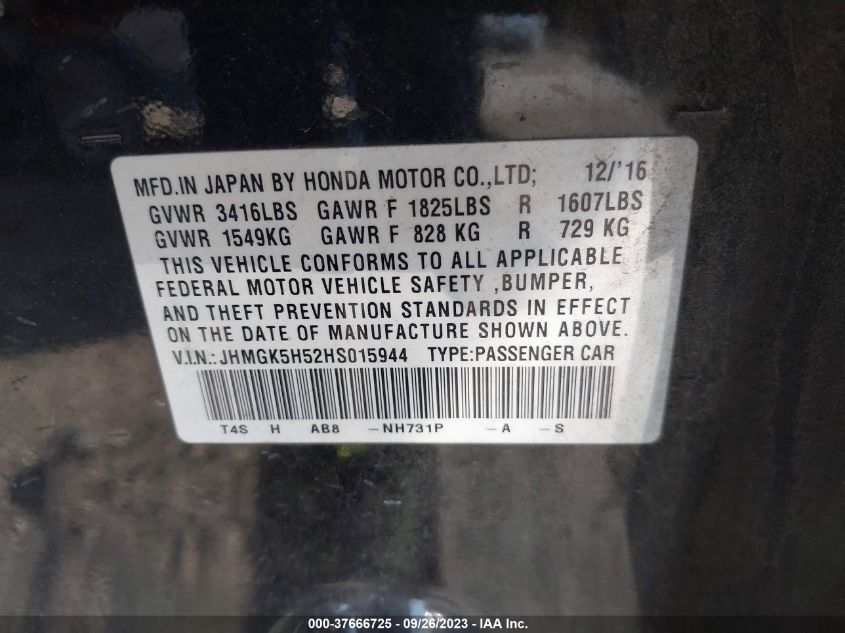 MFD.IN JAPAN BY HONDA MOTOR CO.,LTD; 12/'16
GVWR 3416LBS GAWR F 1825LBS R 1607LBS
GVWR 1549KG GAWR F 828 KG R 729 KG
THIS VEHICLE CONFORMS TO ALL APPLICABLE
FEDERAL MOTOR VEHICLE SAFETY ,BUMPER,
AND THEFT PREVENTION STANDARDS IN EFFECT
ON THE DATE OF MANUFACTURE SHOWN ABOVE.
V.I.N.:JHMGK5H52HS015944 TYPE:PASSENGER CAR
T4S H AB8 -NH731P -A -S
000-37666725 - 09/26/2023 - IAA Inc.